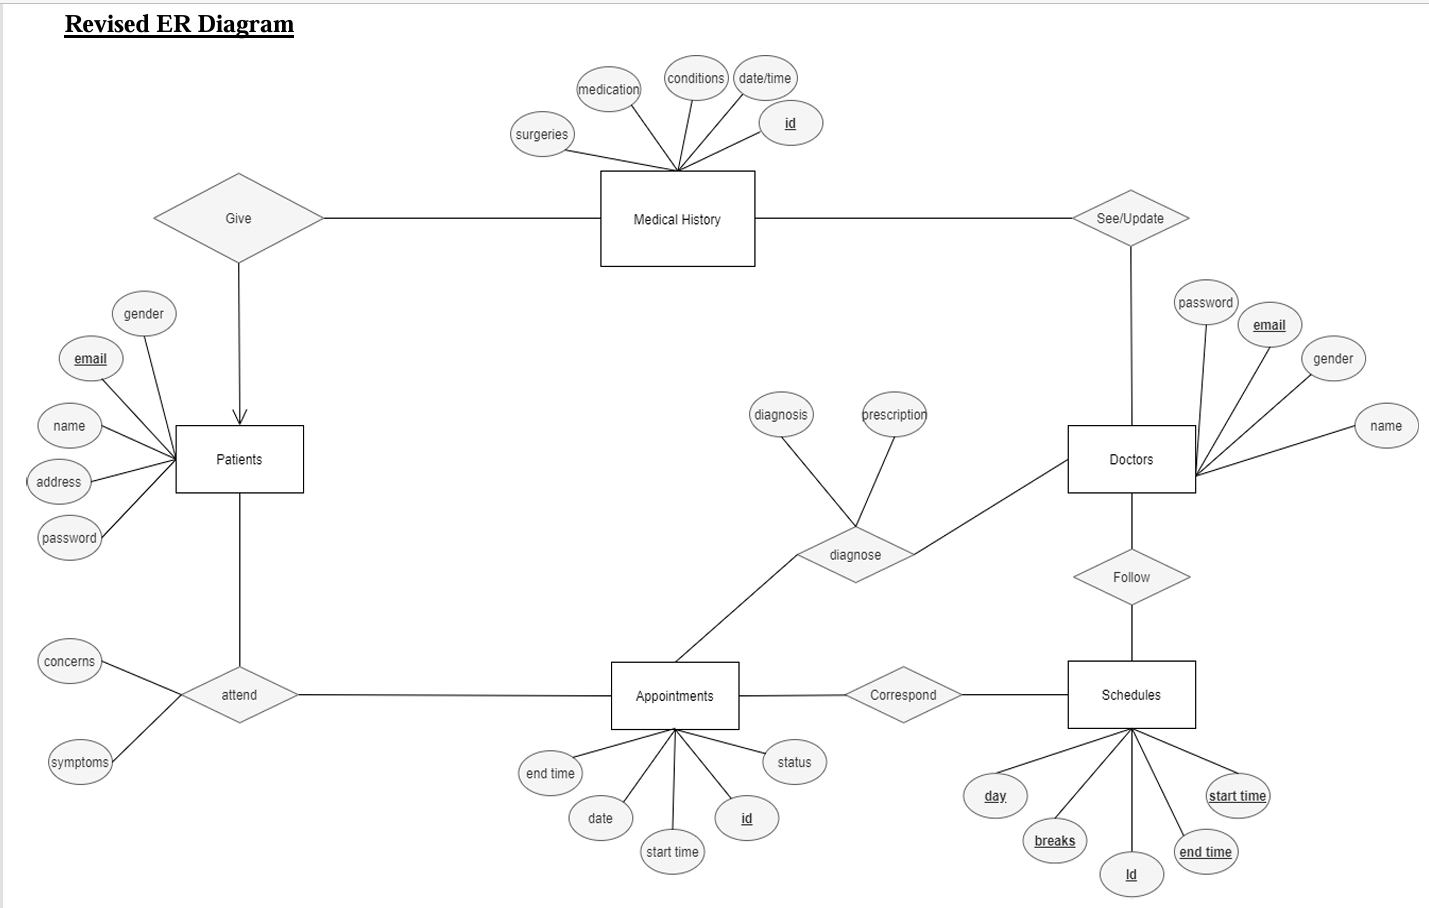 Revised ER Diagram
conditions
date/time
medication
id
surgeries
Give
Medical History
See/Update
password
gender
email
email
gender
diagnosis
prescription
name
name
Patients
Doctors
address
password
diagnose
Follow
concerns
attend
Appointments
Correspond
Schedules
symptoms
end time
status
date
id
start time
day
start time
breaks
end time
Id